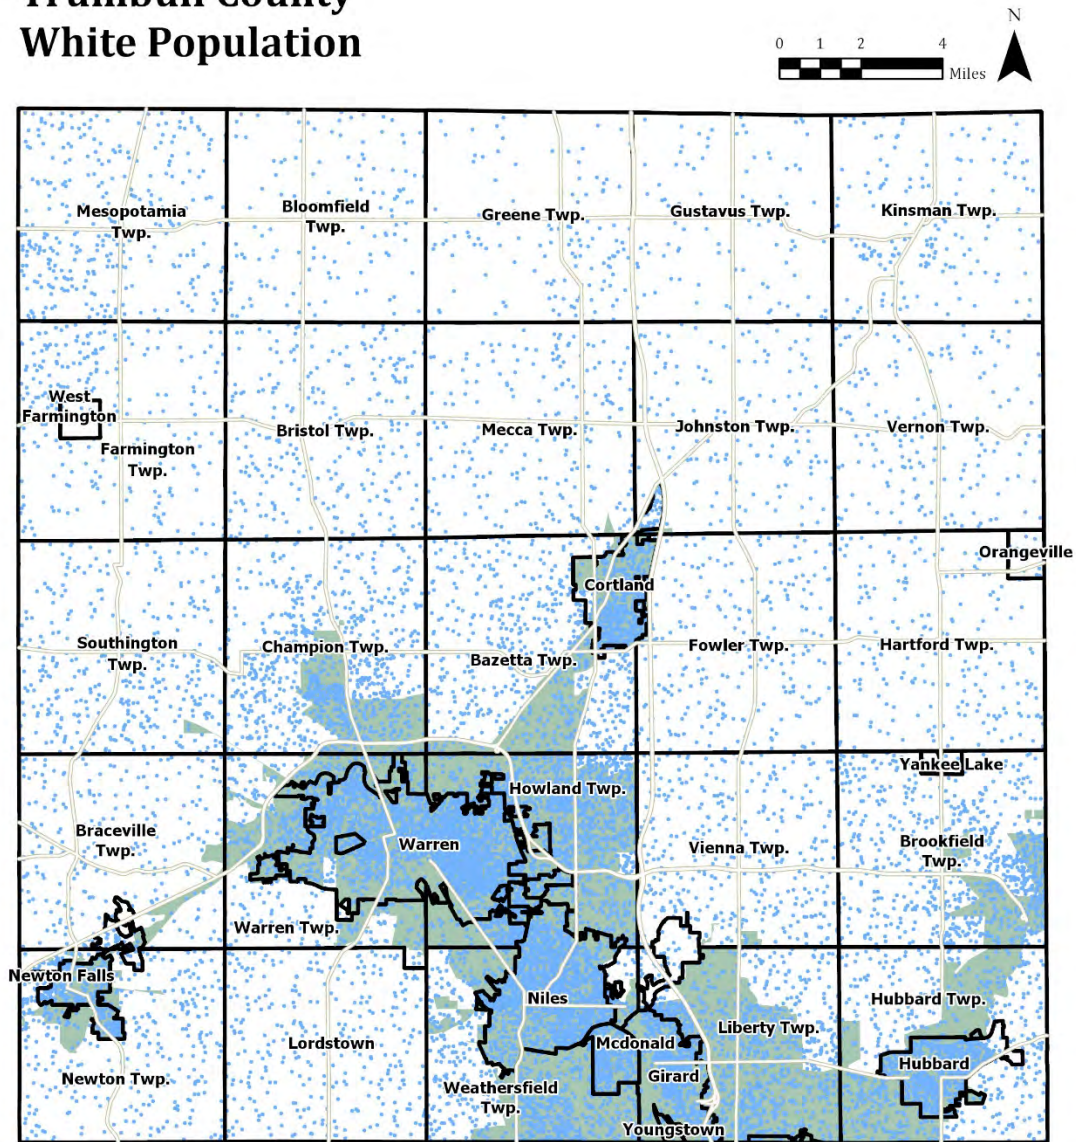 Trumbull County
White Population
N
0 1 2 4
Miles
Mesopotamia
Twp.
Bloomfield
Twp.
Greene Twp.
Gustavus Twp.
Kinsman Twp.
West
Farmington
Farmington
Twp.
Bristol Twp.
Mecca Twp.
Johnston Twp.
Vernon Twp.
Orangeville
Cortland
Southington
Twp.
Champion Twp.
Bazetta Twp.
Fowler Twp.
Hartford Twp.
Yankee Lake
Howland Twp.
Braceville
Twp.
Warren
Vienna Twp.
Brookfield
Twp.
Warren Twp.
Newton Falls
Niles
Hubbard Twp.
Lordstown
Mcdonald
Liberty Twp.
Newton Twp.
Weathersfield
Twp.
Girard
Hubbard
Youngstown